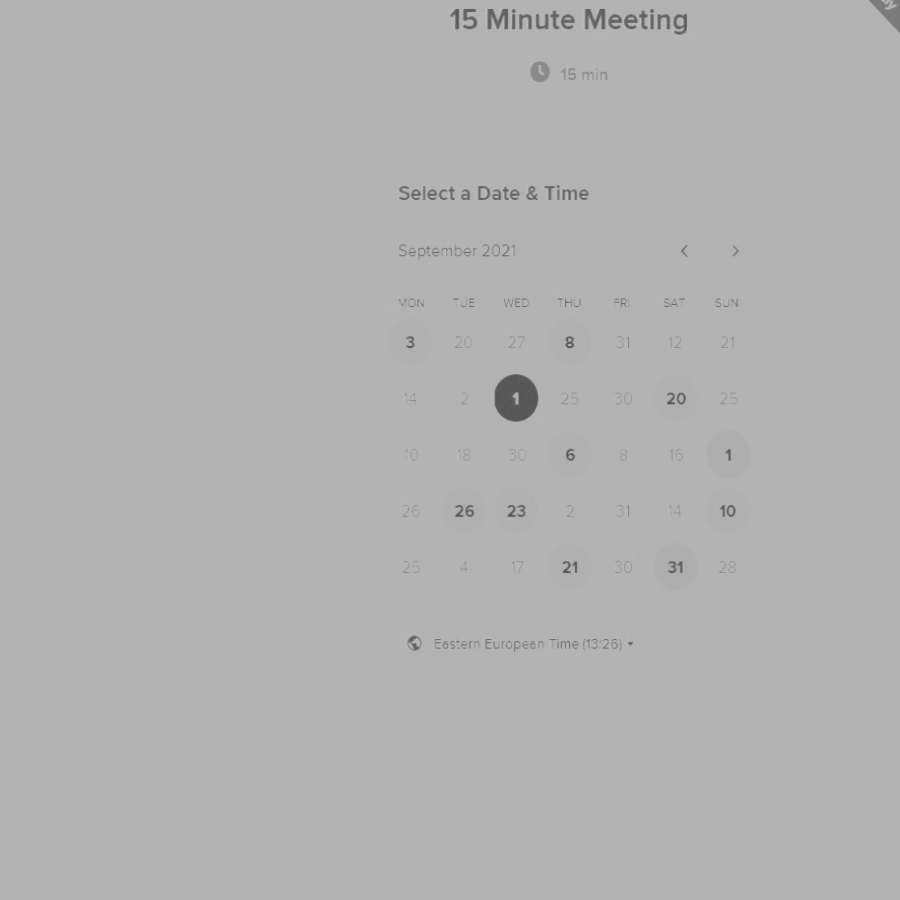 15 Minute Meeting
15 min
Select a Date & Time
September 2021
MON TUE WED THU FRI SAT SUN
3 20 27 8 31 12 21
14 2 1 25 30 20 25
10 18 30 6 8 16 1
26 26 23 2 31 14 10
25 4 17 21 30 31 28
Eastern European Time (13:26)